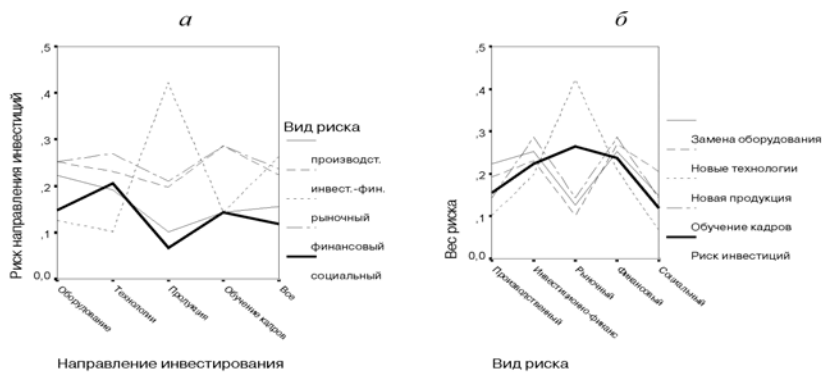 а
б
Риск направления инвестиций
,5
,4
,3
,2
,1
0,0
Оборудование
Технологии
Продукция
Обучение кадров
Все
Направление инвестирования
Вид риска
производст.
инвест.-фин.
рыночный
финансовый
социальный
Вес риска
,5
,4
,3
,2
,1
0,0
Производственный
Инвестиционно-финанс
Рыночный
Финансовый
Социальный
Вид риска
Замена оборудования
Новые технологии
Новая продукция
Обучение кадров
Риск инвестиций